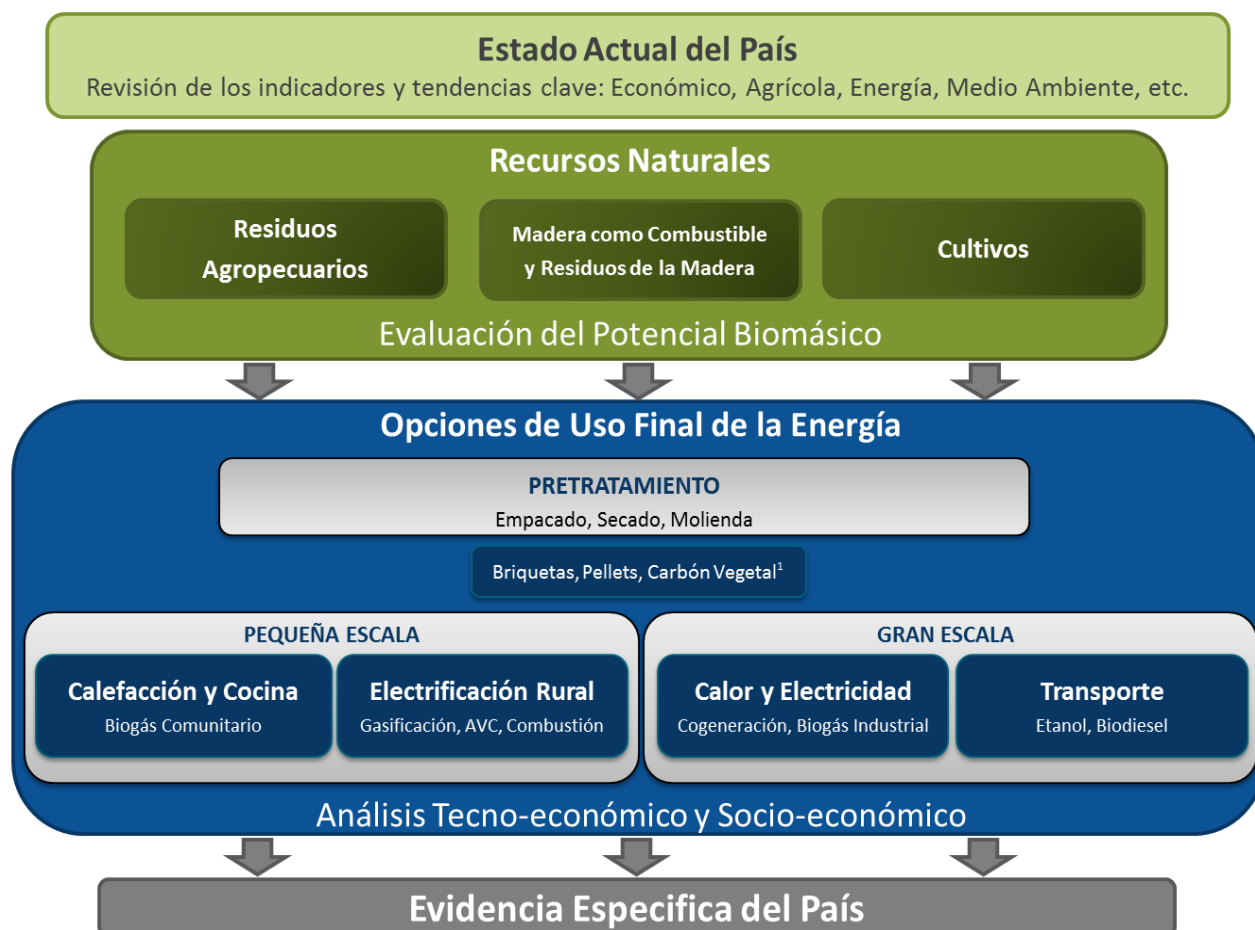 Estado Actual del País
Revisión de los indicadores y tendencias clave: Económico, Agrícola, Energía, Medio Ambiente, etc.
Recursos Naturales
Residuos
Agropecuarios
Madera como Combustible
y Residuos de la Madera
Cultivos
Evaluación del Potencial Biomásico
Opciones de Uso Final de la Energía
PRETRATAMIENTO
Empacado, Secado, Molienda
Briquetas, Pellets, Carbón Vegetal¹
PEQUEÑA ESCALA
Calefacción y Cocina
Biogás Comunitario
Electrificación Rural
Gasificación, AVC, Combustión
GRAN ESCALA
Calor y Electricidad
Cogeneración, Biogás Industrial
Transporte
Etanol, Biodiesel
Análisis Tecno-económico y Socio-económico
Evidencia Especifica del País